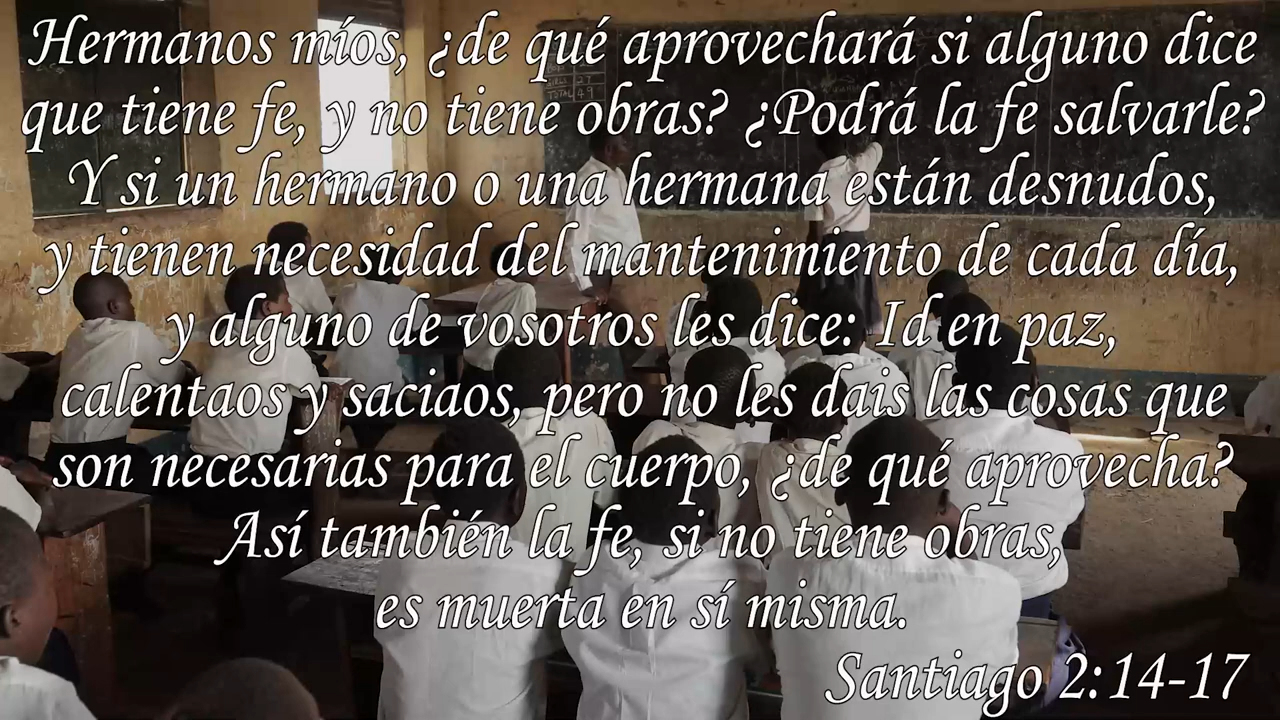 Hermanos míos, ¿de qué aprovechará si alguno dice
que tiene fe, y no tiene obras? ¿Podrá la fe salvarle?
Y si un hermano o una hermana están desnudos,
y tienen necesidad del mantenimiento de cada día,
y alguno de vosotros les dice: Id en paz,
calentaos y saciaos, pero no les dais las cosas que
son necesarias para el cuerpo, ¿de qué aprovecha?
Así también la fe, si no tiene obras,
es muerta en sí misma.
Santiago 2:14-17
TOTAL 49